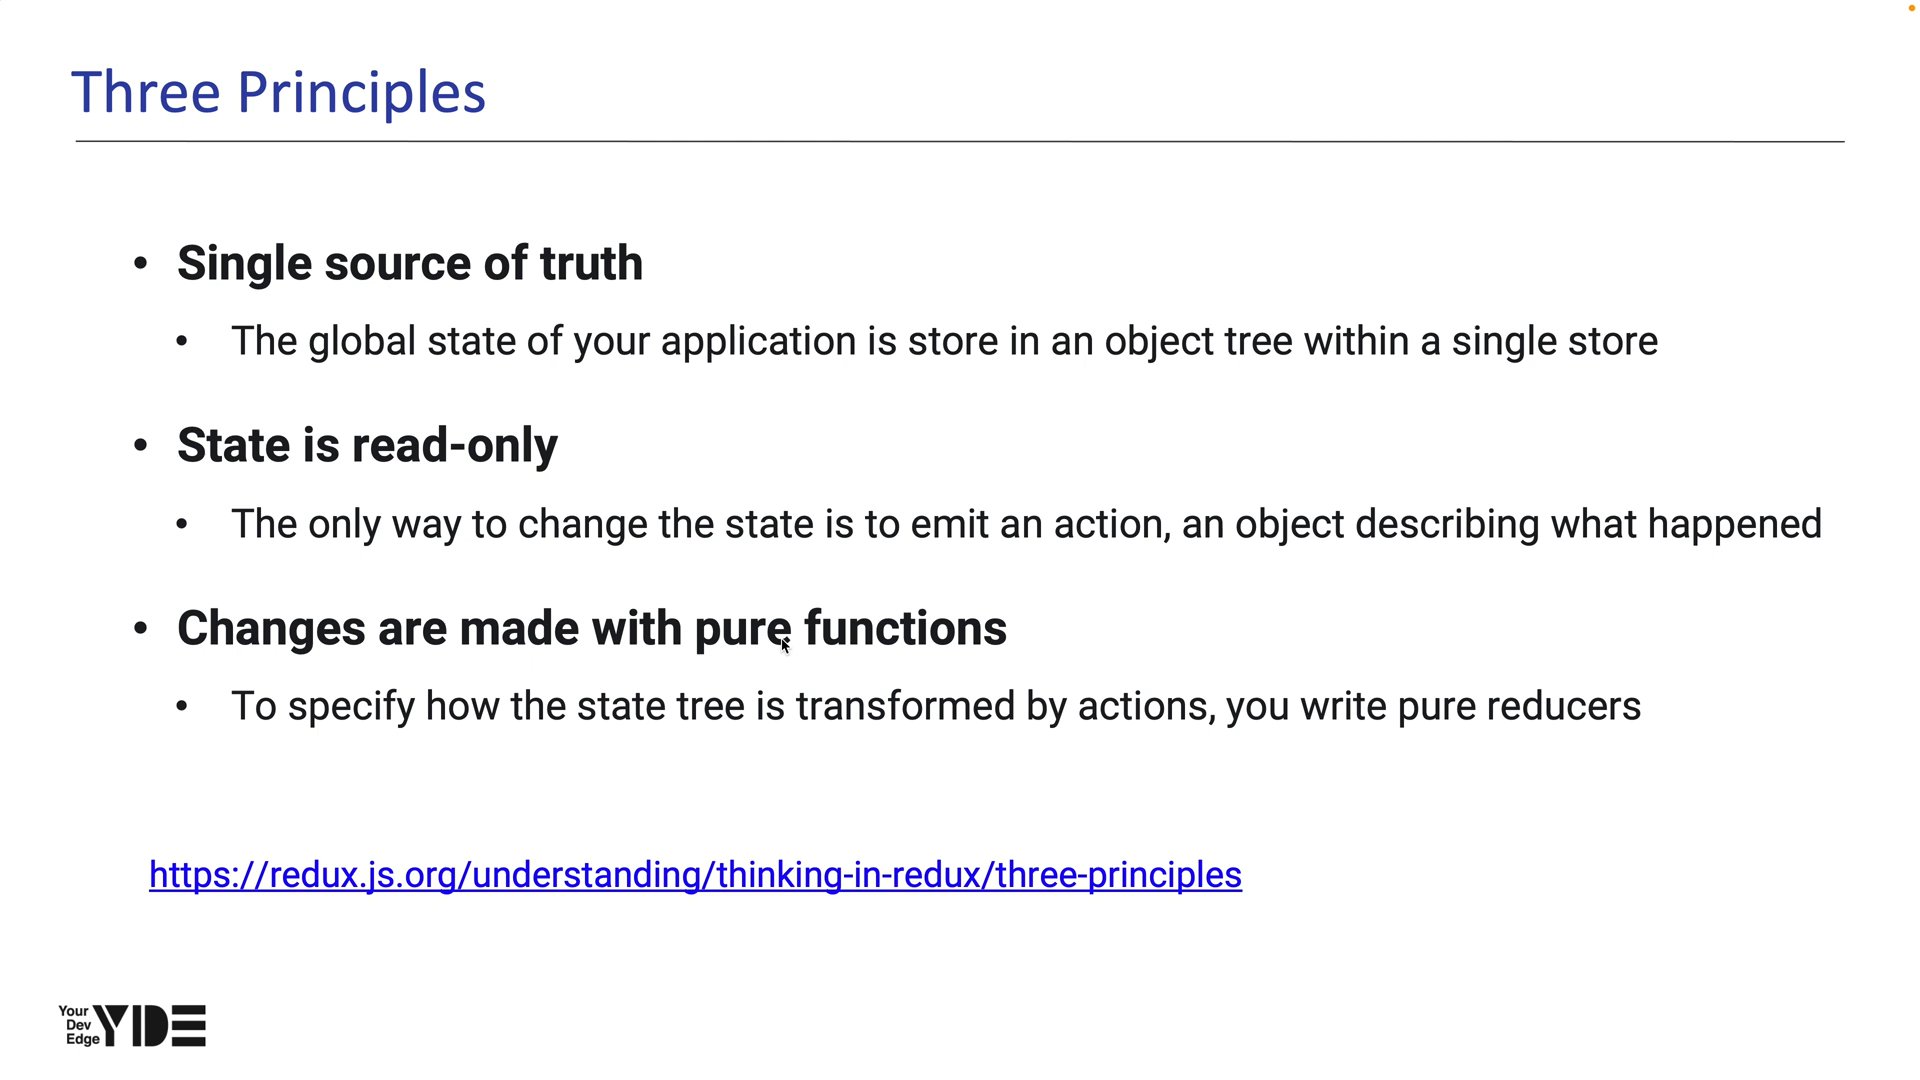 Three Principles
• Single source of truth
• The global state of your application is store in an object tree within a single store
• State is read-only
• The only way to change the state is to emit an action, an object describing what happened
• Changes are made with pure functions
• To specify how the state tree is transformed by actions, you write pure reducers
https://redux.js.org/understanding/thinking-in-redux/three-principles
Your
Dev
Edge
YDE